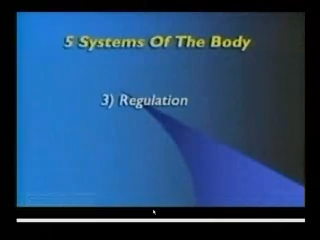 5 Systems Of The Body
3) Regulation